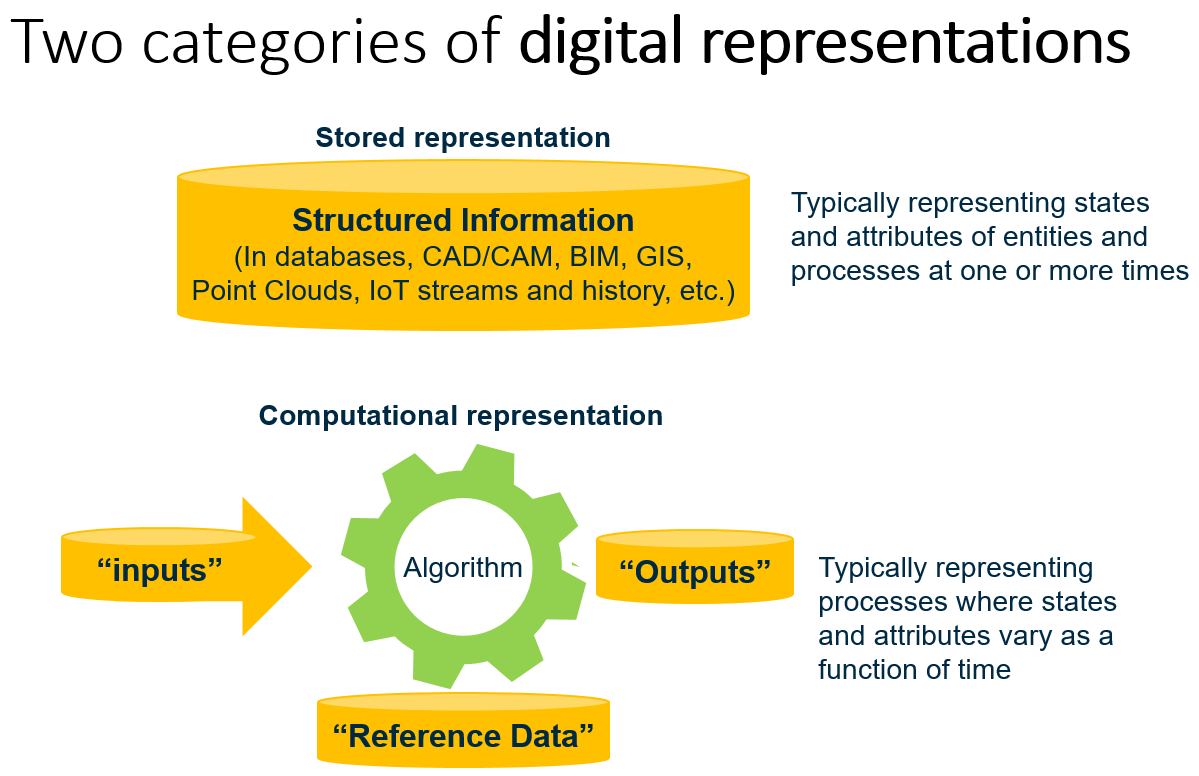 Two categories of digital representations
Stored representation
Structured Information
(In databases, CAD/CAM, BIM, GIS,
Point Clouds, IoT streams and history, etc.)
Typically representing states
and attributes of entities and
processes at one or more times
Computational representation
“inputs”
Algorithm
“Outputs”
Typically representing
processes where states
and attributes vary as a
function of time
“Reference Data”